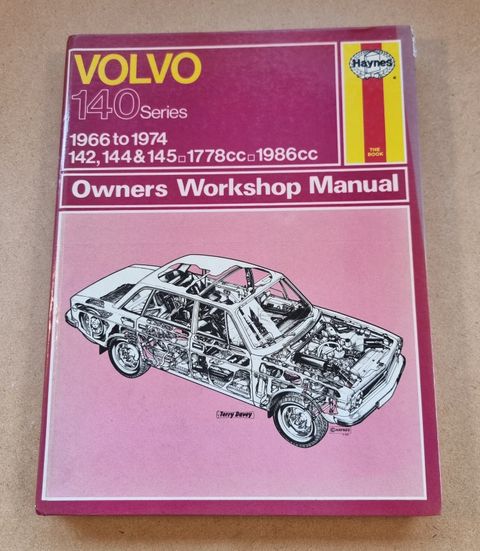 VOLVO
140 Series
1966 to 1974
142, 144 & 145 □ 1778cc □ 1986cc
Haynes
THE
BOOK
Owners Workshop Manual
Terry Davey
© HAYNES